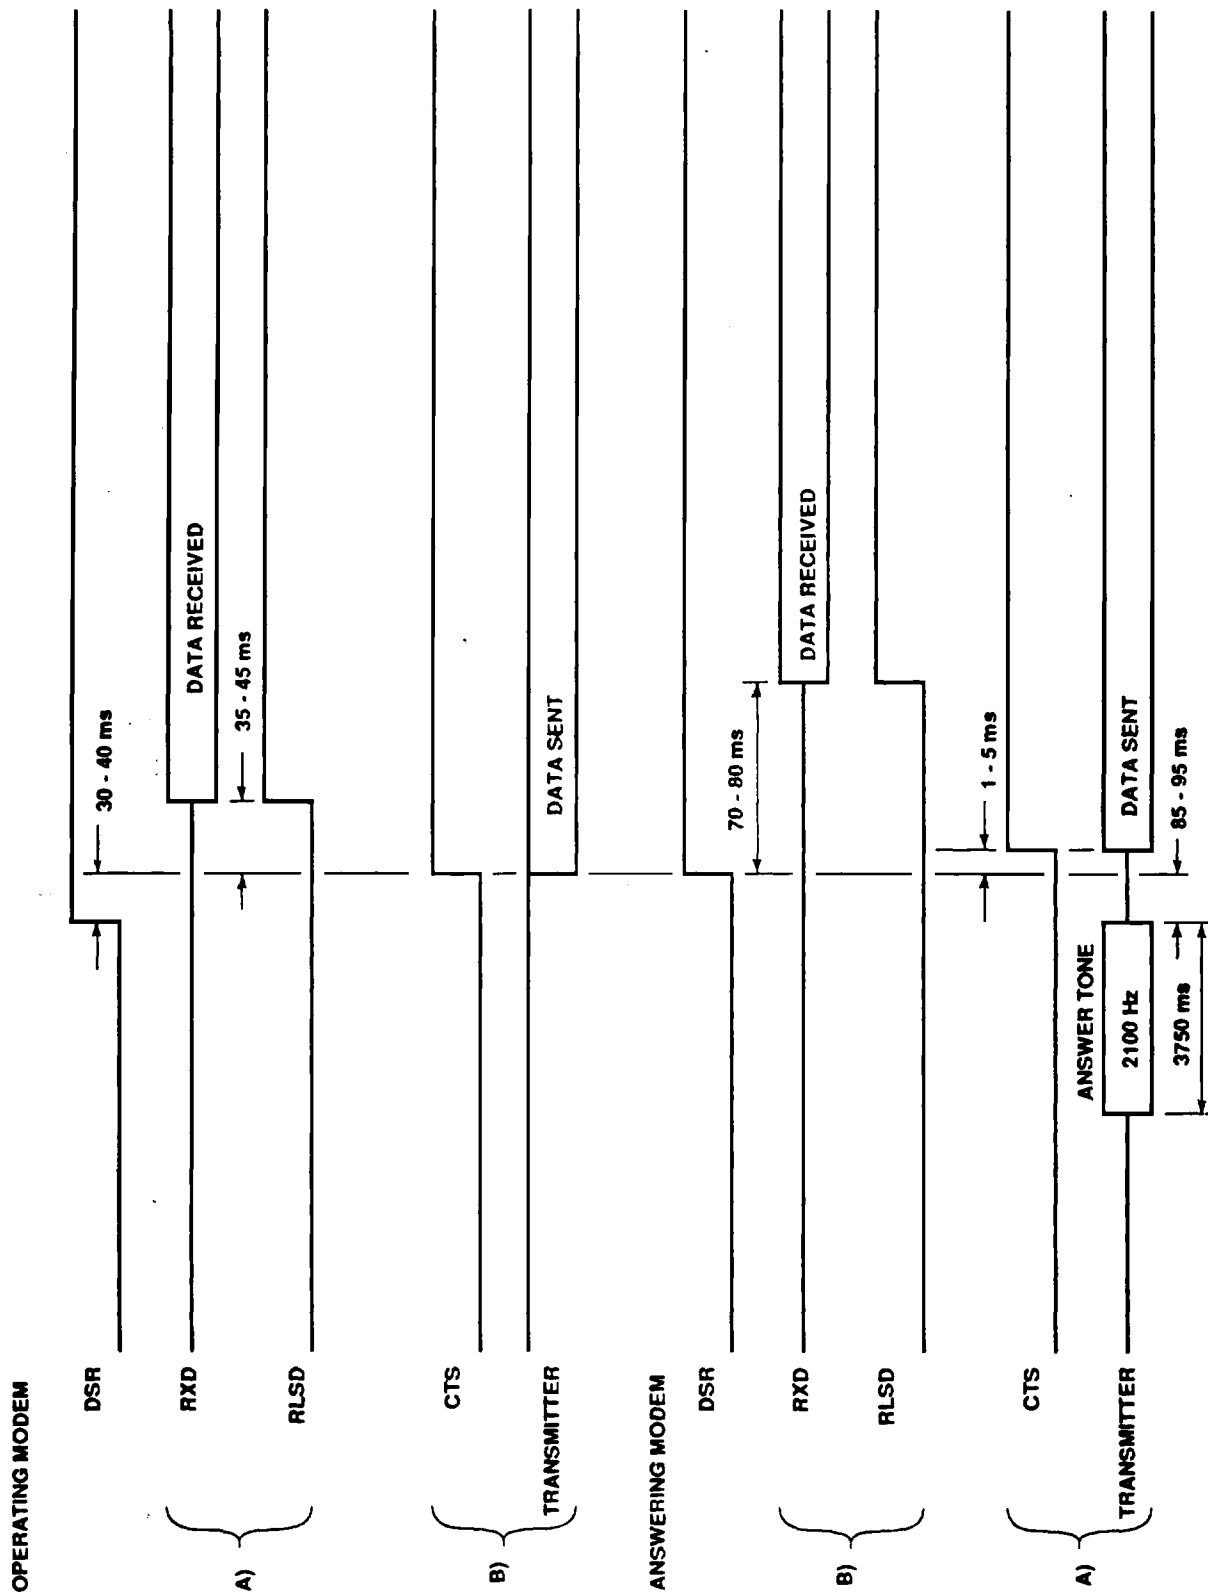 OPERATING MODEM
DSR
30 - 40 ms
A)
RXD
DATA RECEIVED
35 - 45 ms
RLSD
B)
CTS
TRANSMITTER
DATA SENT
ANSWERING MODEM
DSR
70 - 80 ms
B)
RXD
DATA RECEIVED
RLSD
1 - 5 ms
A)
CTS
TRANSMITTER
ANSWER TONE
2100 Hz
DATA SENT
3750 ms
85 - 95 ms